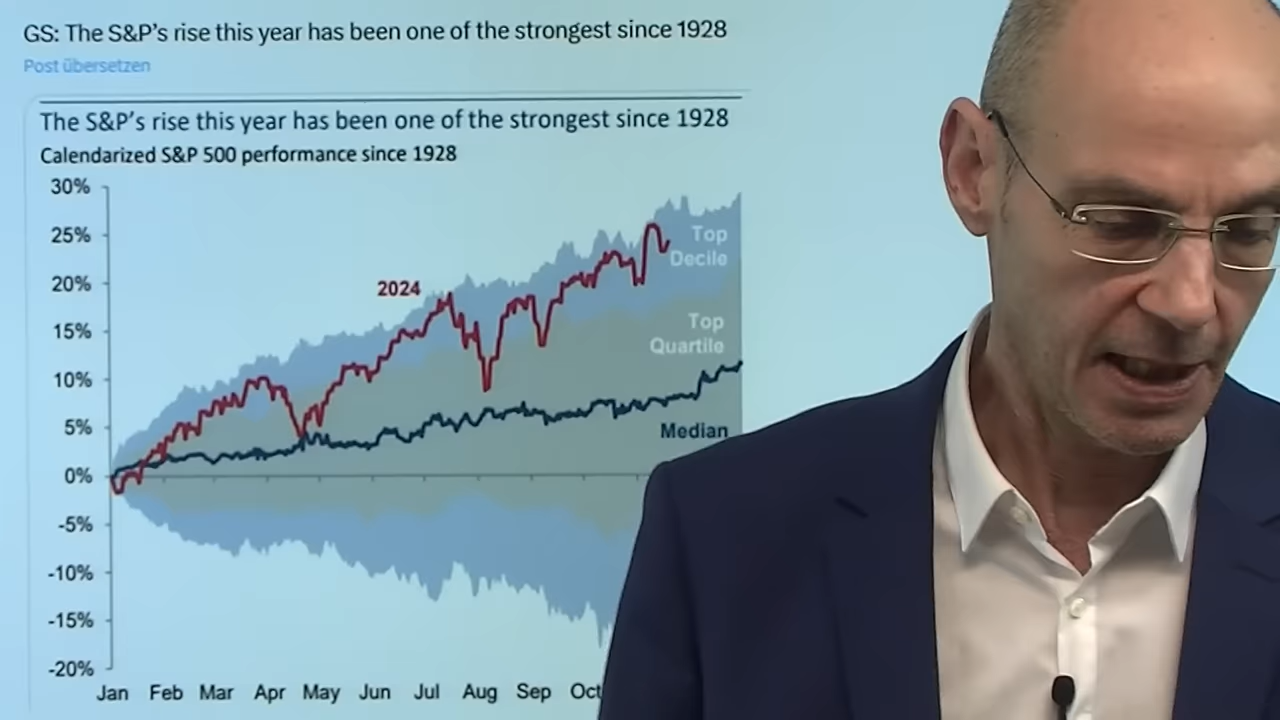 GS: The S&P's rise this year has been one of the strongest since 1928
Post übersetzen
The S&P's rise this year has been one of the strongest since 1928
Calendarized S&P 500 performance since 1928
30%
25%
20%
15%
10%
5%
0%
-5%
-10%
-15%
-20%
2024
Top
Decile
Top
Quartile
Median
Jan Feb Mar Apr May Jun Jul Aug Sep Oct